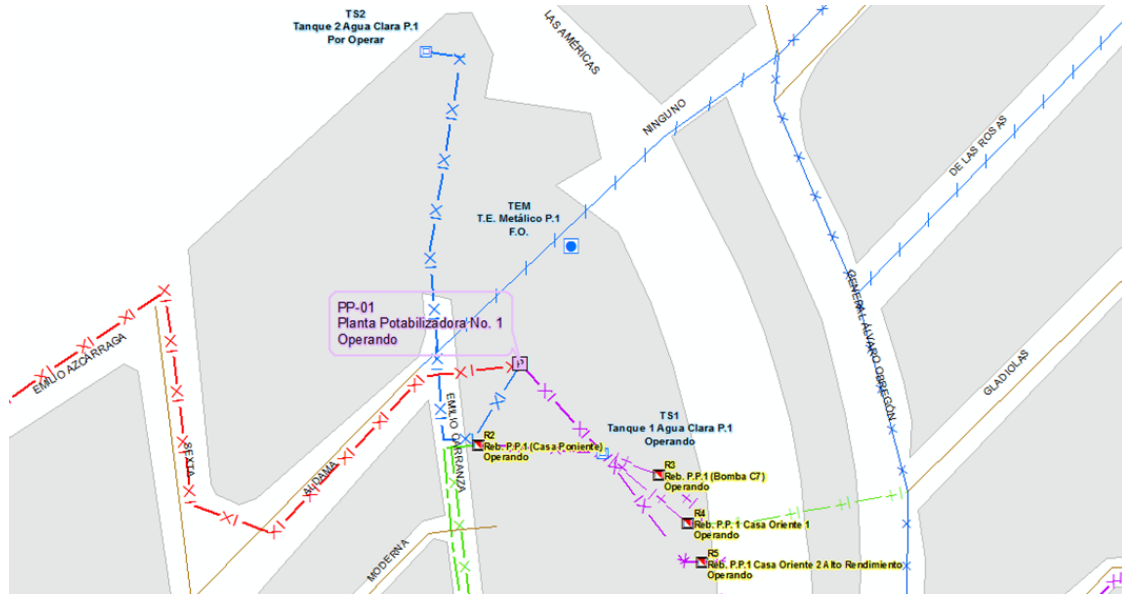 TS2
Tanque 2 Agua Clara P.1
Por Operar
LAS AMÉRICAS
NINGUNO
DE LAS ROSAS
TEM
T.E. Metálico P.1
F.O.
PP-01
Planta Potabilizadora No. 1
Operando
EMILIO AZCÁRRAGA
GENERAL ÁLVARO OBREGÓN
GLADIOLAS
SEXTA
ALDAMA
EMILIO CARRANZA
TS1
Tanque 1 Agua Clara P.1
Operando
R2
Reb. P.P.1 (Casa Poniente)
Operando
R3
Reb. P.P.1 (Bomba C7)
Operando
R4
Reb. P.P. 1 Casa Oriente 1
Operando
MODERNA
R5
Reb. P.P.1 Casa Oriente 2 Alto Rendimiento
Operando